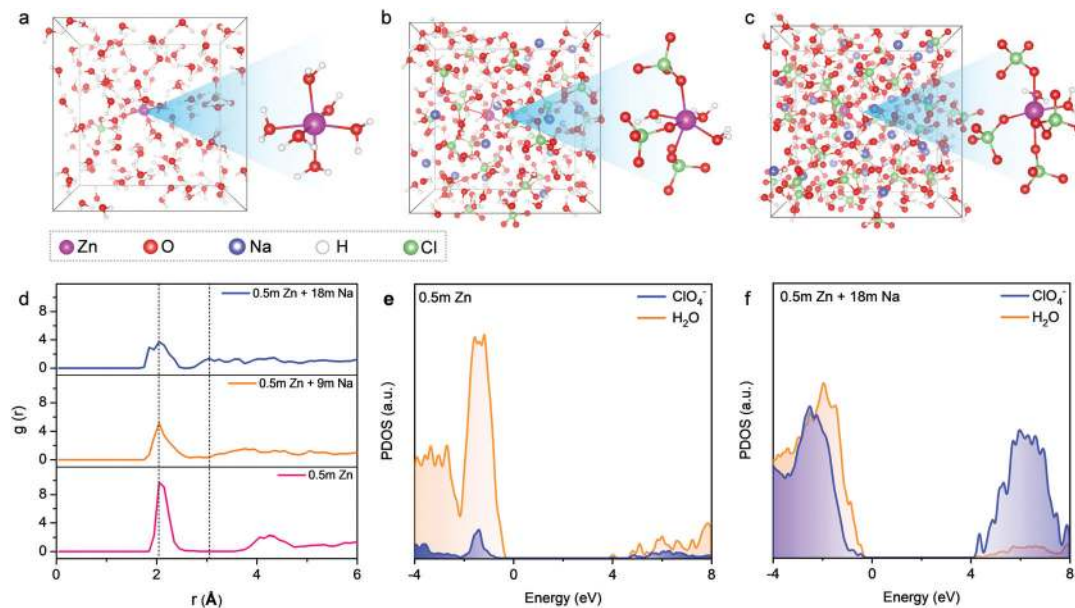 a
b
c
Zn O Na H Cl
d
0.5m Zn + 18m Na
0.5m Zn + 9m Na
0.5m Zn
8
4
0
8
4
0
8
4
0
g (r)
0 2 4 6
r (Å)
e
0.5m Zn
ClO₄⁻
H₂O
PDOS (a.u.)
-4 0 4 8
Energy (eV)
f
0.5m Zn + 18m Na
ClO₄⁻
H₂O
PDOS (a.u.)
-4 0 4 8
Energy (eV)